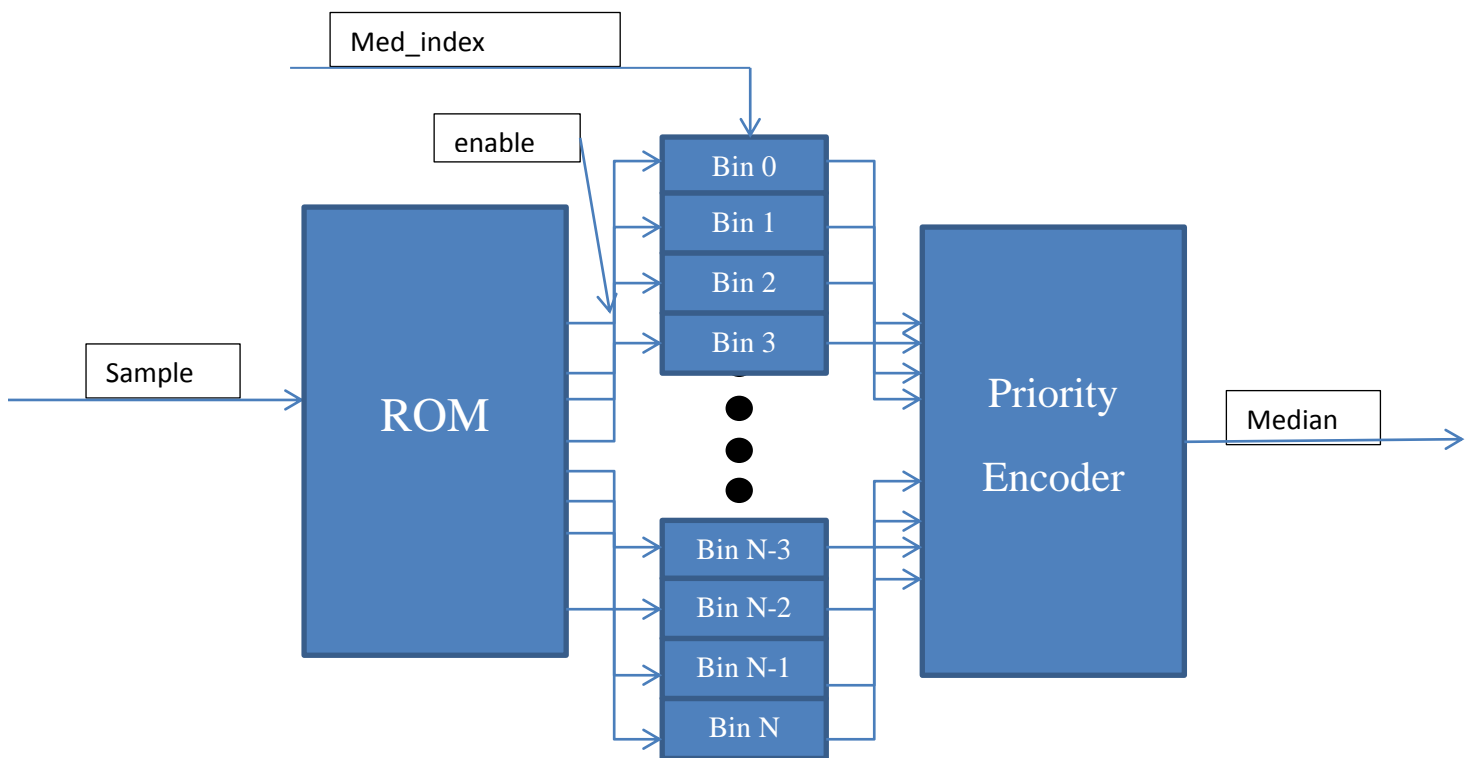 Med_index
enable
Sample
ROM
Bin 0
Bin 1
Bin 2
Bin 3
Bin N-3
Bin N-2
Bin N-1
Bin N
Priority
Encoder
Median